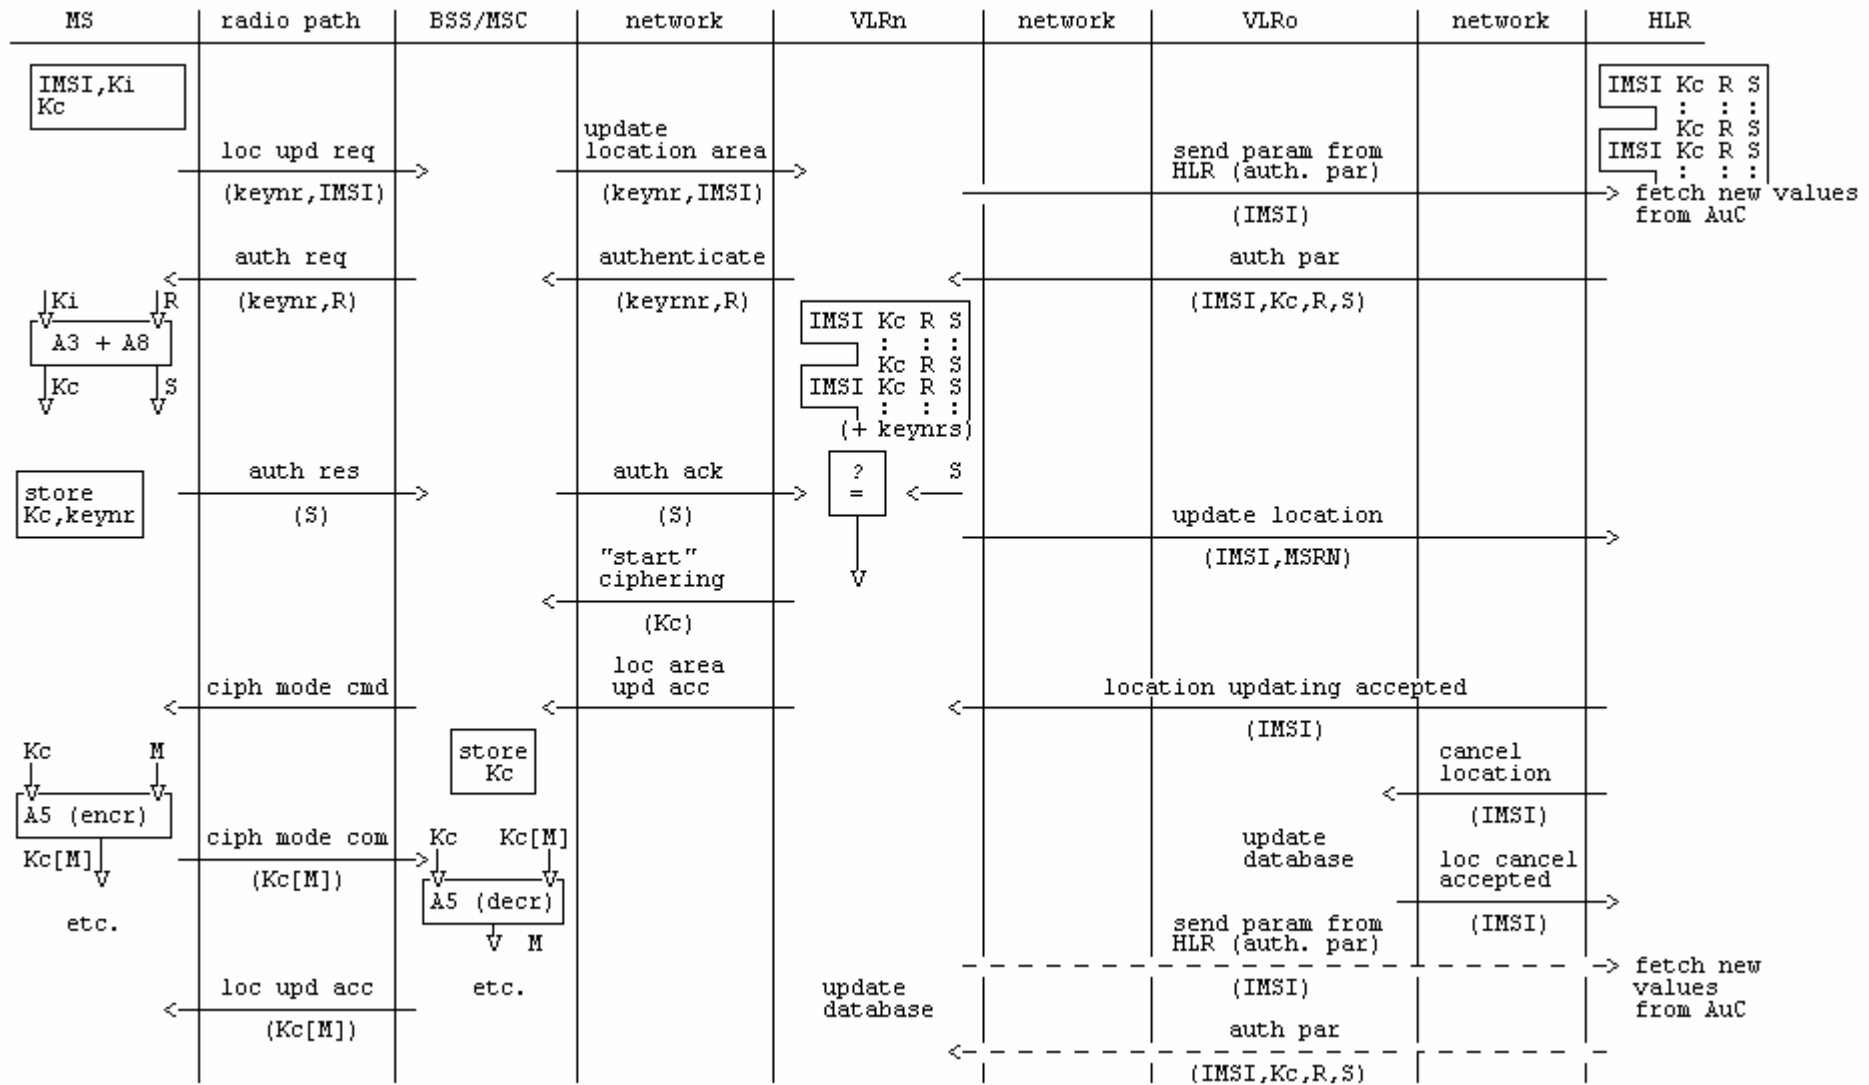 MS radio path BSS/MSC network VLRn network VLRo network HLR
IMSI,Ki
Kc
IMSI Kc R S
: : :
Kc R S
IMSI Kc R S
: : :
update
loc upd req location area send param from
HLR (auth. par)
(keynr,IMSI) (keynr,IMSI) (IMSI)
fetch new values
from AuC
auth req authenticate auth par
Ki R (keynr,R) (keyrnr,R) (IMSI,Kc,R,S)
A3 + A8
Kc S
IMSI Kc R S
: : :
Kc R S
IMSI Kc R S
: : :
(+ keynrs)
auth res auth ack ? S
store =
Kc,keynr (S) (S) update location
"start" (IMSI,MSRN)
ciphering
(Kc)
loc area
ciph mode cmd upd acc location updating accepted
(IMSI)
Kc M store cancel
Kc location
A5 (encr) (IMSI)
ciph mode com Kc Kc[M] update
Kc[M] database loc cancel
(Kc[M]) accepted
A5 (decr)
etc. send param from (IMSI)
M HLR (auth. par)
fetch new
loc upd acc etc. update (IMSI) values
database from AuC
(Kc[M]) auth par
(IMSI,Kc,R,S)